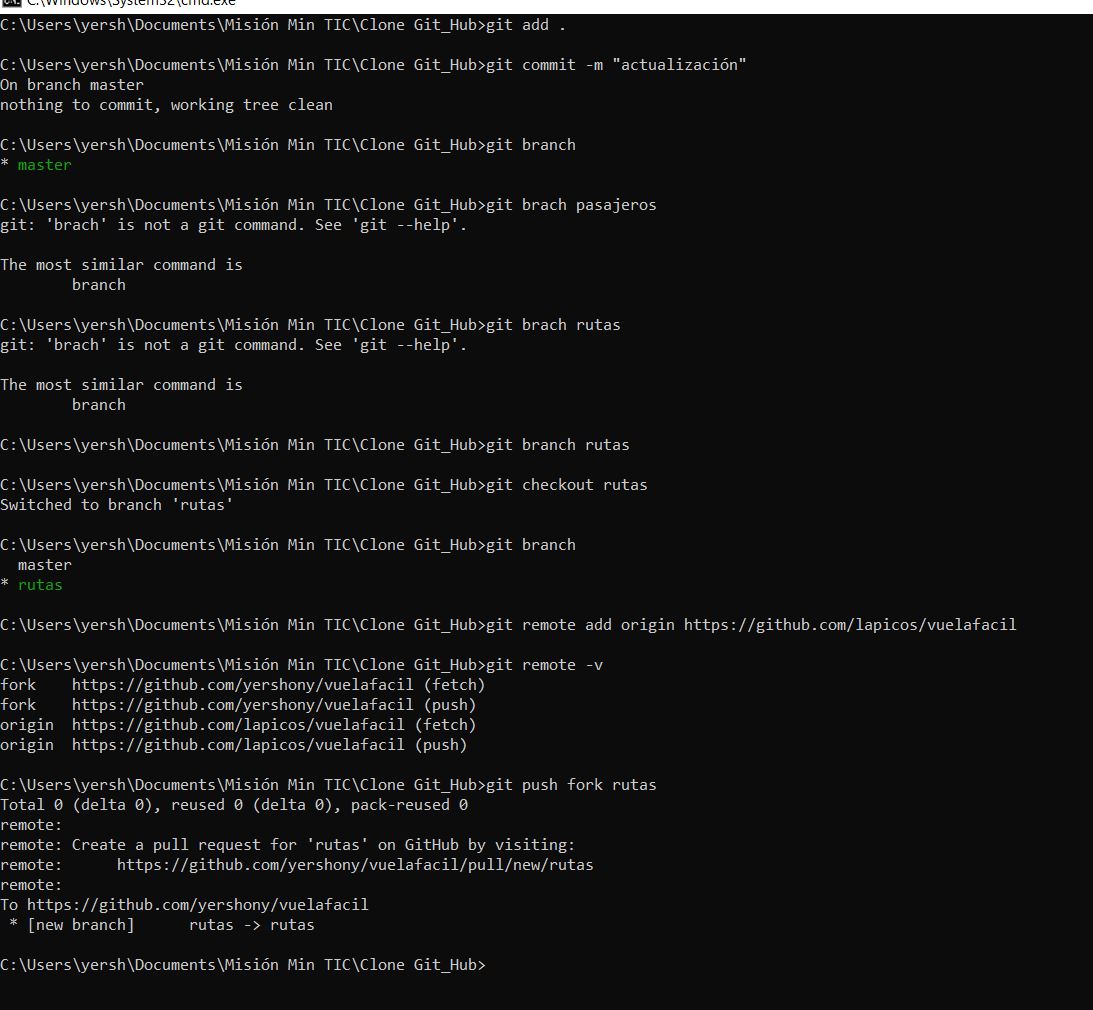 C:\Windows\System32\cmd.exe
C:\Users\yersh\Documents\Misión Min TIC\Clone Git_Hub>git add .
C:\Users\yersh\Documents\Misión Min TIC\Clone Git_Hub>git commit -m "actualización"
On branch master
nothing to commit, working tree clean
C:\Users\yersh\Documents\Misión Min TIC\Clone Git_Hub>git branch
* master
C:\Users\yersh\Documents\Misión Min TIC\Clone Git_Hub>git brach pasajeros
git: 'brach' is not a git command. See 'git --help'.
The most similar command is
branch
C:\Users\yersh\Documents\Misión Min TIC\Clone Git_Hub>git brach rutas
git: 'brach' is not a git command. See 'git --help'.
The most similar command is
branch
C:\Users\yersh\Documents\Misión Min TIC\Clone Git_Hub>git branch rutas
C:\Users\yersh\Documents\Misión Min TIC\Clone Git_Hub>git checkout rutas
Switched to branch 'rutas'
C:\Users\yersh\Documents\Misión Min TIC\Clone Git_Hub>git branch
master
* rutas
C:\Users\yersh\Documents\Misión Min TIC\Clone Git_Hub>git remote add origin https://github.com/lapicos/vuelafacil
C:\Users\yersh\Documents\Misión Min TIC\Clone Git_Hub>git remote -v
fork    https://github.com/yershony/vuelafacil (fetch)
fork    https://github.com/yershony/vuelafacil (push)
origin  https://github.com/lapicos/vuelafacil (fetch)
origin  https://github.com/lapicos/vuelafacil (push)
C:\Users\yersh\Documents\Misión Min TIC\Clone Git_Hub>git push fork rutas
Total 0 (delta 0), reused 0 (delta 0), pack-reused 0
remote:
remote: Create a pull request for 'rutas' on GitHub by visiting:
remote:      https://github.com/yershony/vuelafacil/pull/new/rutas
remote:
To https://github.com/yershony/vuelafacil
* [new branch]      rutas -> rutas
C:\Users\yersh\Documents\Misión Min TIC\Clone Git_Hub>